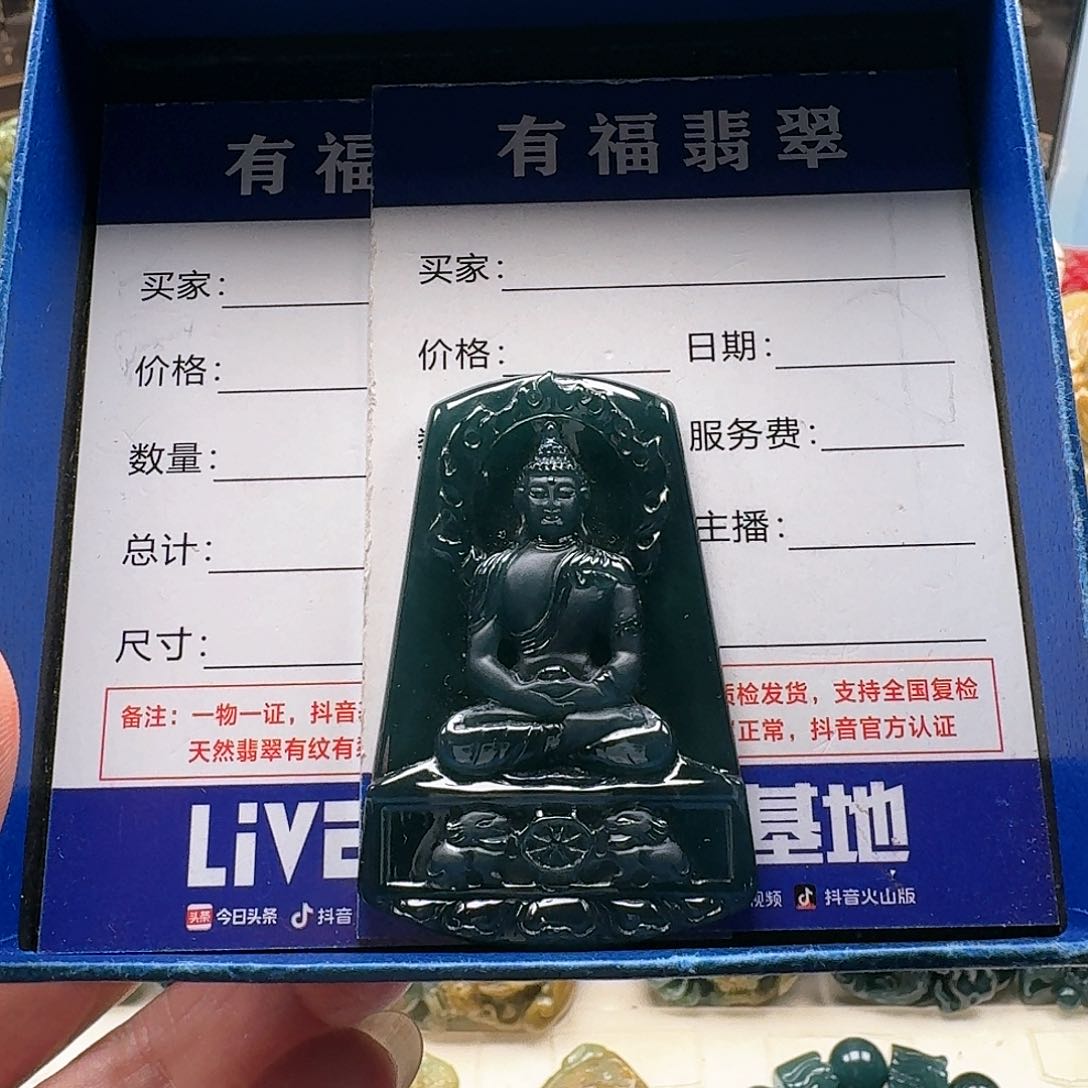 有福
买家：
价格：
数量：
总计：
尺寸：
备注：一物一证，抖音
天然翡翠有纹有
LiVE
头条 今日头条 抖音
有福翡翠
买家：
价格： 日期：
服务费：
主播：
质检发货，支持全国复检
正常，抖音官方认证
基地
视频 抖音火山版